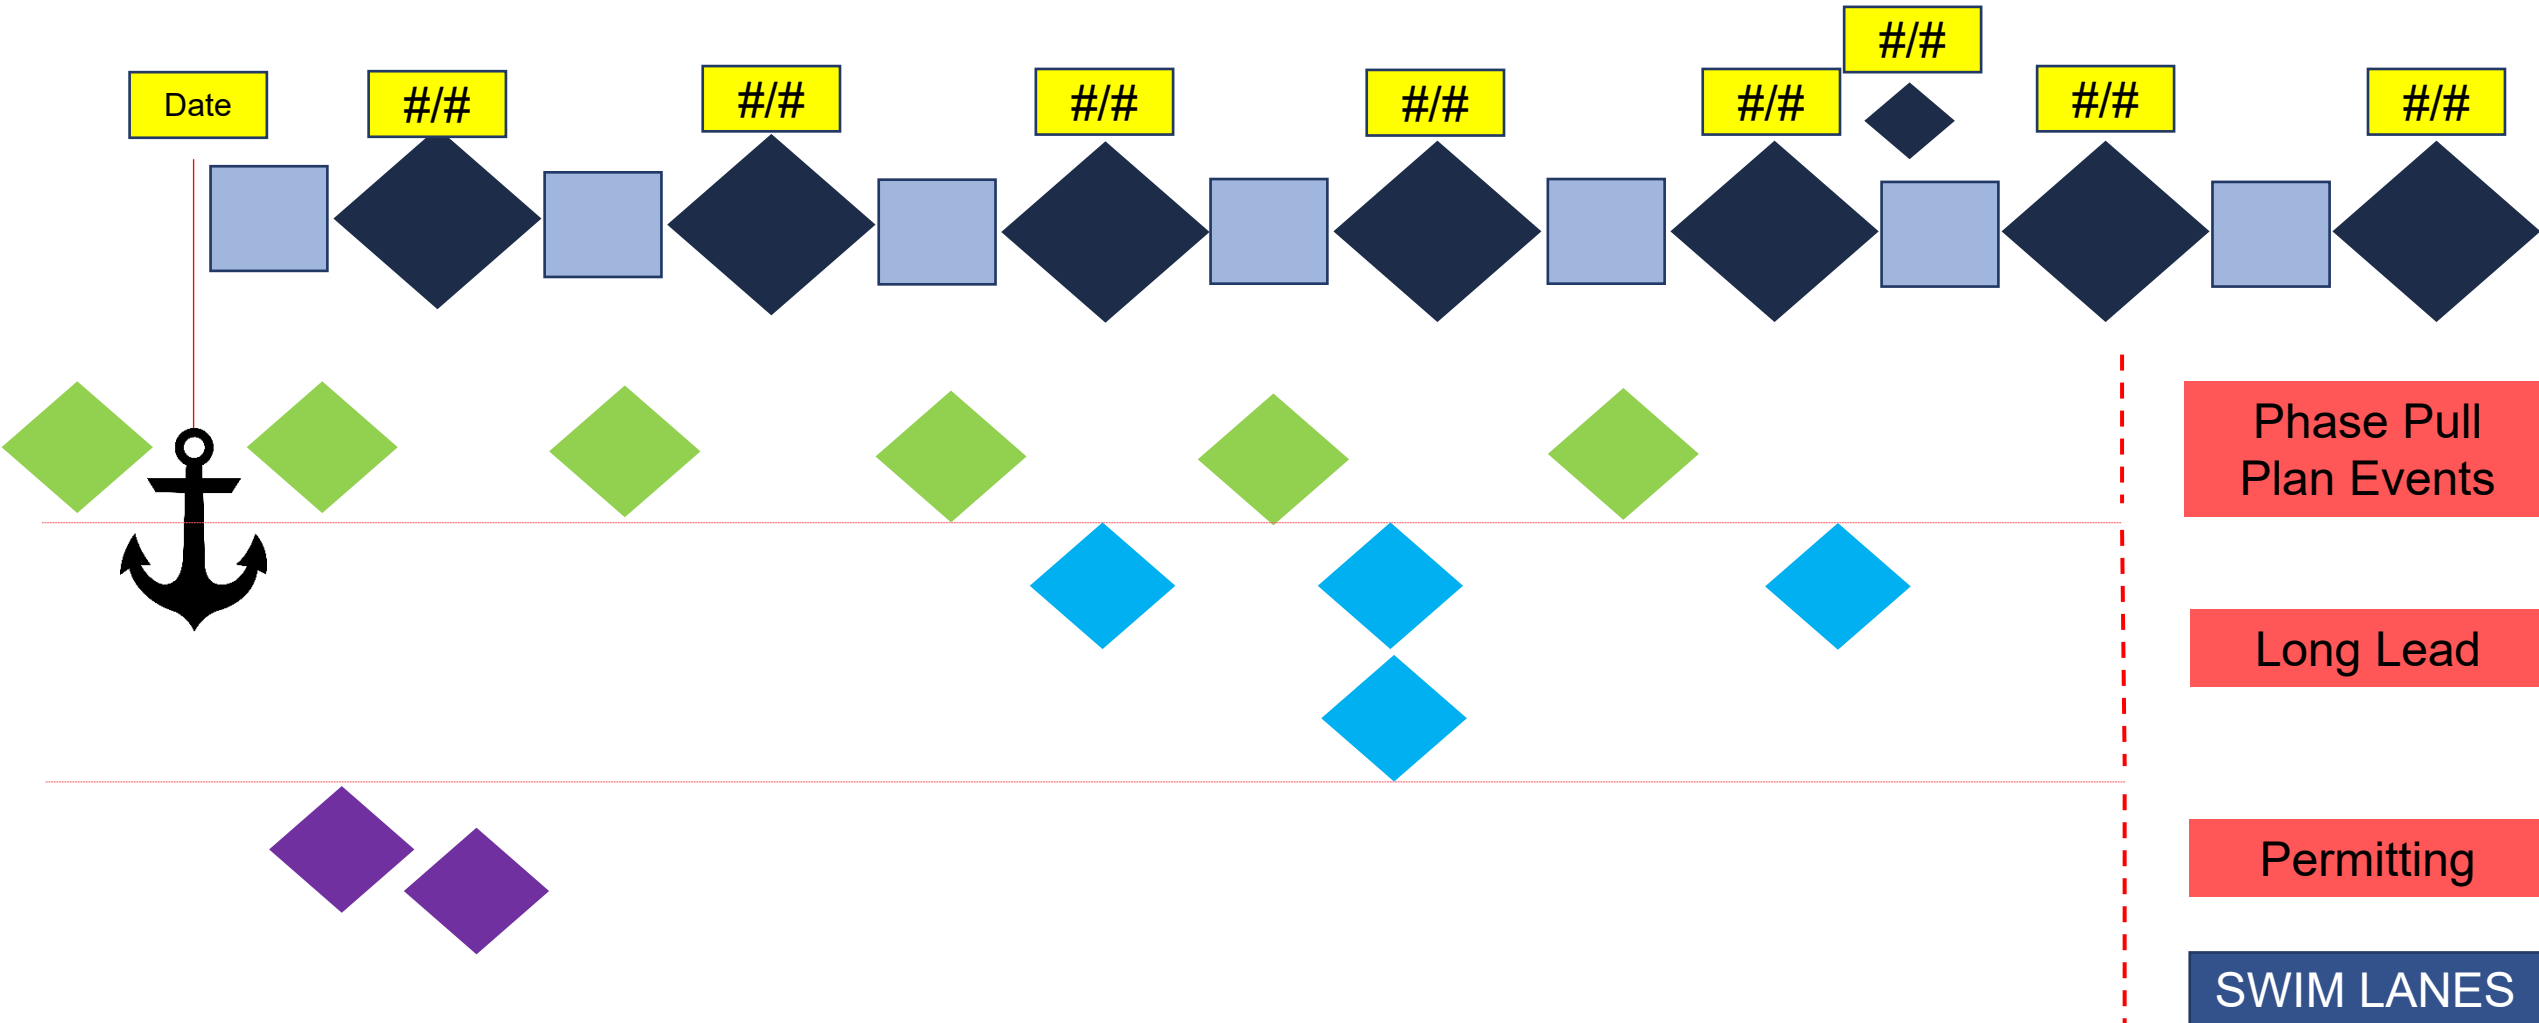 #/#
Date
#/#
#/#
#/#
#/#
#/#
#/#
#/#
Phase Pull
Plan Events
Long Lead
Permitting
SWIM LANES